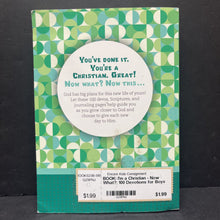 YOU'VE DONE IT.
YOU'RE A
CHRISTIAN. GREAT!
NOW WHAT? NOW THIS...
God has big plans for this new life of yours!
Let these 100 devos, Scriptures, and
journaling pages help guide you as
you grow closer to God and
choose to give each new
day to Him.
$1.99
Encore Kids Consignment
BOOK: I'm a Christian - Now
What?: 100 Devotions for Boys
$1.99